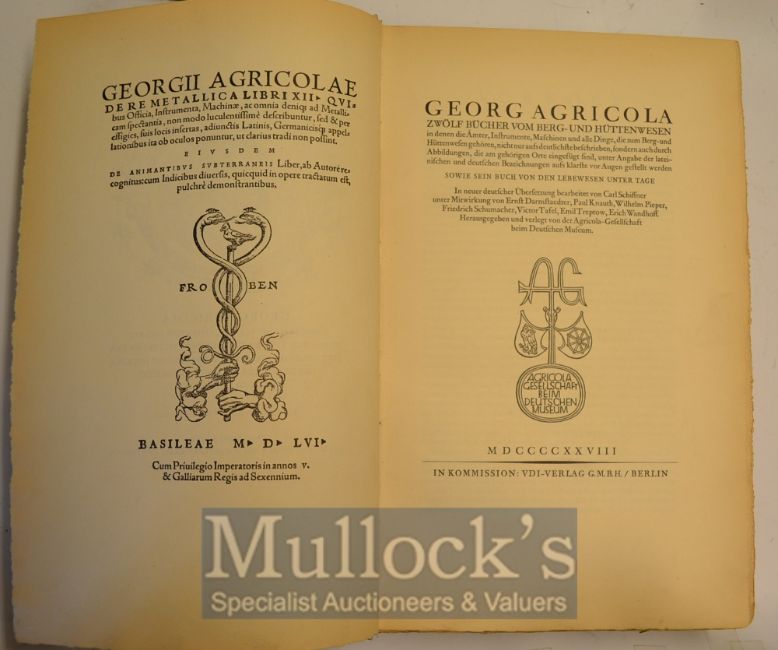 GEORGII AGRICOLAE
DE RE METALLICA LIBRI XII▸ QVI▸
bus Officia, Instrumenta, Machinæ, ac omnia deniq; ad Metalli
cam spectantia, non modo luculentissimè describuntur, sed & per
effigies, suis locis insertas, adiunctis Latinis, Germanicisq; appel
lationibus ita ob oculos ponuntur, ut clarius tradi non possint.
EIVSDEM
DE ANIMANTIBVS SVBTERRANEIS Liber, ab Autore re
cognitus: cum Indicibus diuersis, quicquid in opere tractatum est,
pulchrè demonstrantibus.
FRO BEN
BASILEAE M▸ D▸ LVI▸
Cum Priuilegio Imperatoris in annos v.
& Galliarum Regis ad Sexennium.
GEORG AGRICOLA
ZWÖLF BÜCHER VOM BERG- UND HÜTTENWESEN
in denen die Ämter, Instrumente, Maschinen und alle Dinge, die zum Berg- und
Hüttenwesen gehören, nicht nur aufs deutlichste beschrieben, sondern auch durch
Abbildungen, die am gehörigen Orte eingefügt sind, unter Angabe der latei-
nischen und deutschen Bezeichnungen aufs klarste vor Augen gestellt werden
SOWIE SEIN BUCH VON DEN LEBEWESEN UNTER TAGE
In neuer deutscher Übersetzung bearbeitet von Carl Schiffner
unter Mitwirkung von Ernst Darmstaedter, Paul Knauth, Wilhelm Pieper,
Friedrich Schumacher, Victor Tafel, Emil Treptow, Erich Wandhoff.
Herausgegeben und verlegt von der Agricola-Gesellschaft
beim Deutschen Museum.
AG
AGRICOLA
GESELLSCHAFT
BEIM
DEUTSCHEN
MUSEUM
MDCCCCXXVIII
IN KOMMISSION: VDI-VERLAG G.M.B.H. / BERLIN
Mullock's
Specialist Auctioneers & Valuers